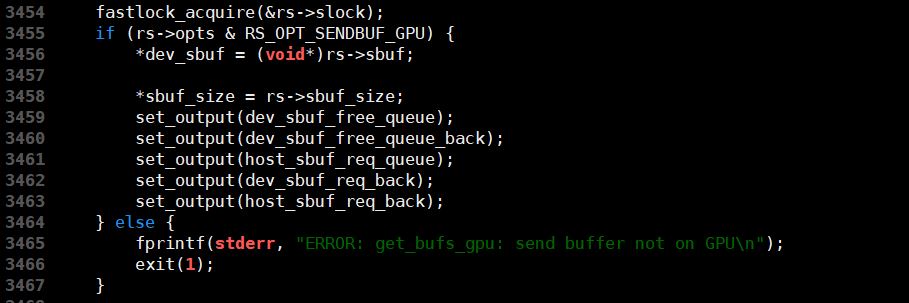 3454     fastlock_acquire(&rs->slock);
3455     if (rs->opts & RS_OPT_SENDBUF_GPU) {
3456         *dev_sbuf = (void*)rs->sbuf;
3457
3458         *sbuf_size = rs->sbuf_size;
3459         set_output(dev_sbuf_free_queue);
3460         set_output(dev_sbuf_free_queue_back);
3461         set_output(host_sbuf_req_queue);
3462         set_output(dev_sbuf_req_back);
3463         set_output(host_sbuf_req_back);
3464     } else {
3465         fprintf(stderr, "ERROR: get_bufs_gpu: send buffer not on GPU\n");
3466         exit(1);
3467     }